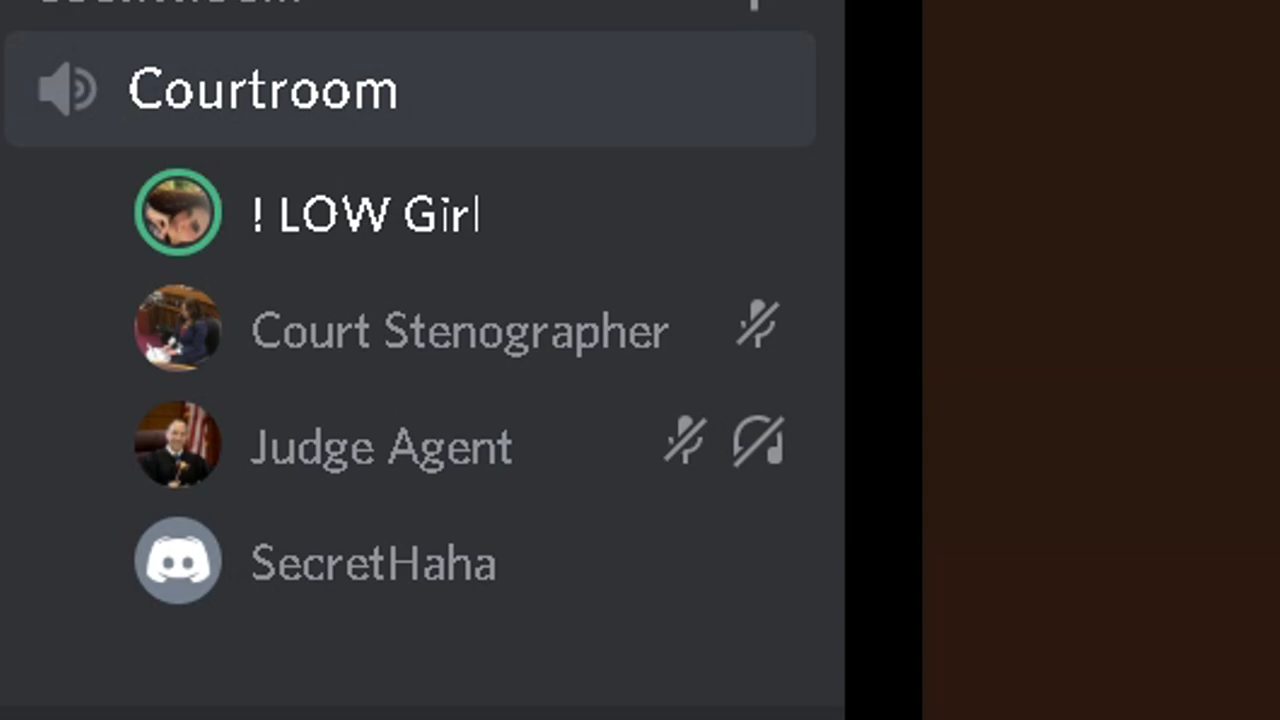 Courtroom
! LOW Girl
Court Stenographer
Judge Agent
SecretHaha